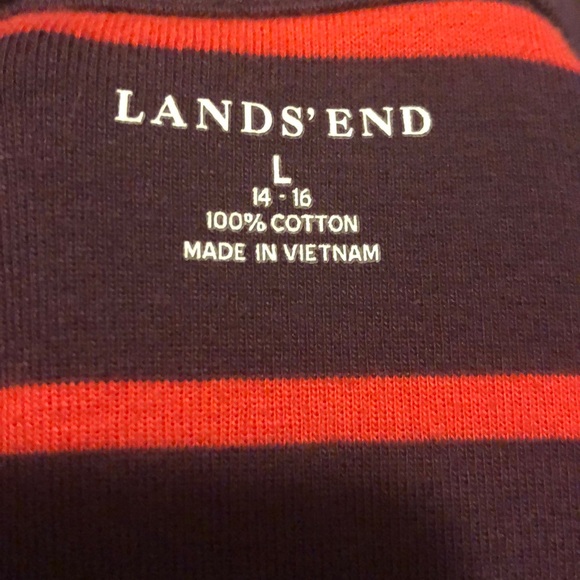 LANDS' END
L
14 - 16
100% COTTON
MADE IN VIETNAM